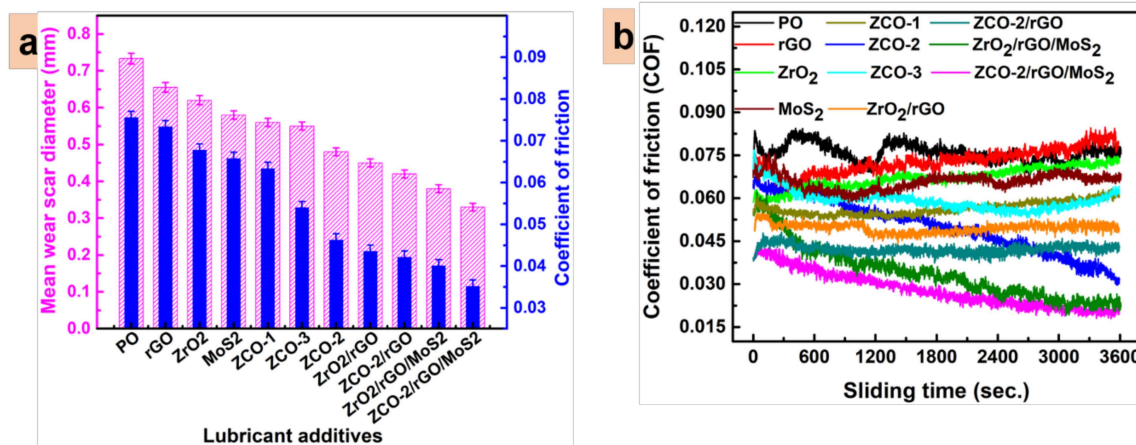 a
Mean wear scar diameter (mm)
0.8
0.7
0.6
0.5
0.4
0.3
0.2
0.1
0.0
0.09
0.08
0.07
0.06
0.05
0.04
0.03
Coefficient of friction
PO
rGO
ZrO2
MoS2
ZCO-1
ZCO-3
ZCO-2
ZrO2/rGO
ZCO-2/rGO
ZrO2/rGO/MoS2
ZCO-2/rGO/MoS2
Lubricant additives
b
Coefficient of friction (COF)
0.120
0.105
0.090
0.075
0.060
0.045
0.030
0.015
PO ZCO-1 ZCO-2/rGO
rGO ZCO-2 ZrO₂/rGO/MoS₂
ZrO₂ ZCO-3 ZCO-2/rGO/MoS₂
MoS₂ ZrO₂/rGO
0 600 1200 1800 2400 3000 3600
Sliding time (sec.)